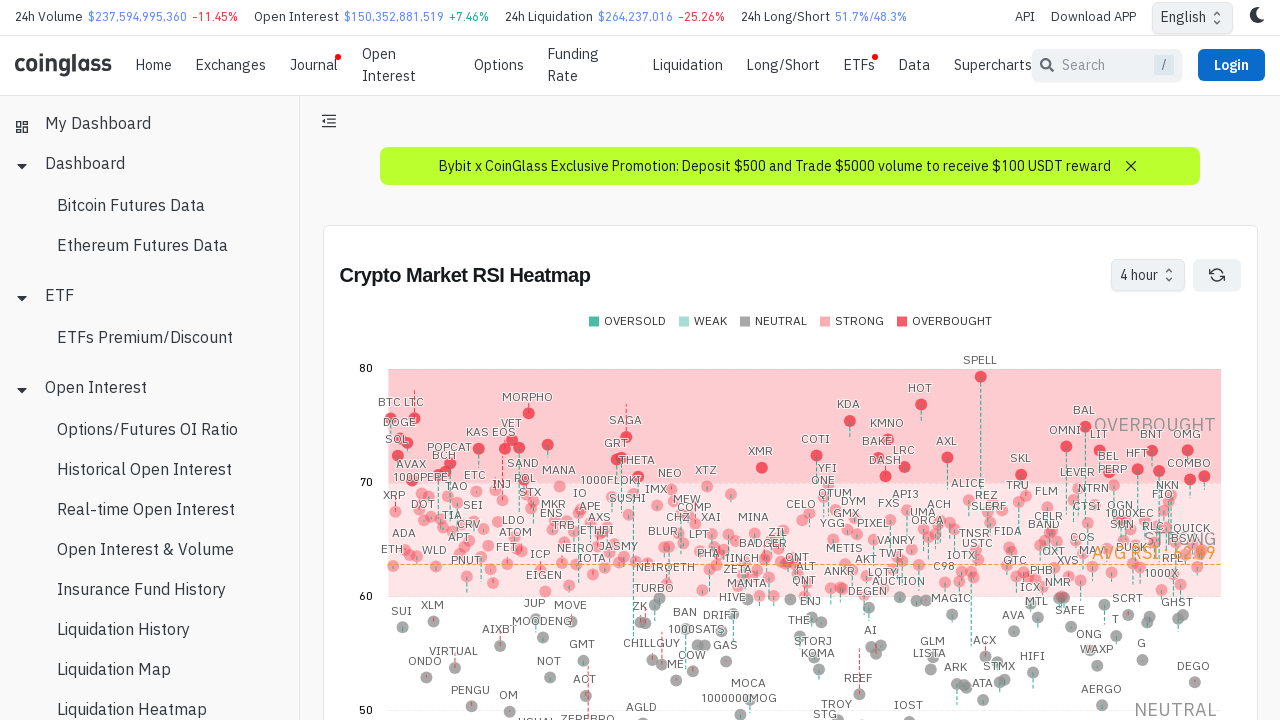 24h Volume $237,594,995,360 -11.45% Open Interest $150,352,881,519 +7.46% 24h Liquidation $264,237,016 -25.26% 24h Long/Short 51.7%/48.3% API Download APP English
coinglass Home Exchanges Journal Open Interest Options Funding Rate Liquidation Long/Short ETFs Data Supercharts Search / Login
My Dashboard
Dashboard
Bitcoin Futures Data
Ethereum Futures Data
ETF
ETFs Premium/Discount
Open Interest
Options/Futures OI Ratio
Historical Open Interest
Real-time Open Interest
Open Interest & Volume
Insurance Fund History
Liquidation History
Liquidation Map
Liquidation Heatmap
Bybit x CoinGlass Exclusive Promotion: Deposit $500 and Trade $5000 volume to receive $100 USDT reward
Crypto Market RSI Heatmap
4 hour
OVERSOLD WEAK NEUTRAL STRONG OVERBOUGHT
80
SPELL
HOT
MORPHO
BTC LTC
KDA
BAL
DOGE
VET
SAGA
KMNO
OVERBOUGHT
SOL
KAS EOS
GRT
COTI
BAKE
AXL
OMNI
LIT
BNT
OMG
POPCAT
BCH
XMR
LRC
HFT
AVAX
SAND
THETA
DASH
SKL
BEL
COMBO
MANA
NEO
XTZ
YFI
LEVER
PERP
70
1000PEPE
INJ
POL
1000FLOKI
ONE
ALICE
TRU
NKN
XRP
TAO
STX
IO
SUSHI
IMX
QTUM
API3
REZ
FLM
NTRN
FIO
DOT
SEI
MKR
APE
MEW
COMP
CELO
DYM
FXS
ACH
SLERF
CTSI
OGN
TIA
ENS
AXS
CHZ
XAI
MINA
GMX
UMA
CELR
1000XEC
ADA
CRV
LDO
TRB
ETHFI
BLUR
LPT
ZIL
YGG
PIXEL
ORCA
TNSR
FIDA
BAND
SUN
RLC
QUICK
APT
ATOM
STRONG
ETH
WLD
FET
ICP
NEIRO
JASMY
BADGER
METIS
VANRY
USTC
CKT
COS
PNUT
IOTA
1INCH
ONT
AKT
TWT
IOTX
GTC
XVS
EIGEN
NEIROETH
ZETA
ALT
ANKR
LQTY
C98
PHB
1000X
TURBO
MANTA
QNT
AUCTION
ICX
NMR
60
DEGEN
SUI
XLM
JUP
MOVE
ZK
HIVE
ENJ
MAGIC
MTL
SAFE
SCRT
GHST
AIXBT
MOODENG
BAN
DRIFT
THE
AVA
T
1000SATS
AI
VIRTUAL
GMT
CHILLGUY
GAS
STORJ
GLM
ACX
ONG
G
ONDO
NOT
ME
COW
KOMA
LISTA
HIFI
WAXP
ARK
STMX
DEGO
PENGU
ACT
MOCA
REEF
ATA
AERGO
OM
AGLD
1000000MOG
TROY
IOST
50
ZEREBRO
STG
NEUTRAL